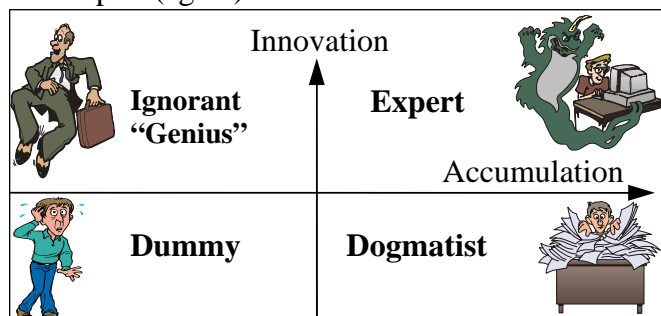 Innovation
Ignorant
“Genius”
Expert
Accumulation
Dummy
Dogmatist